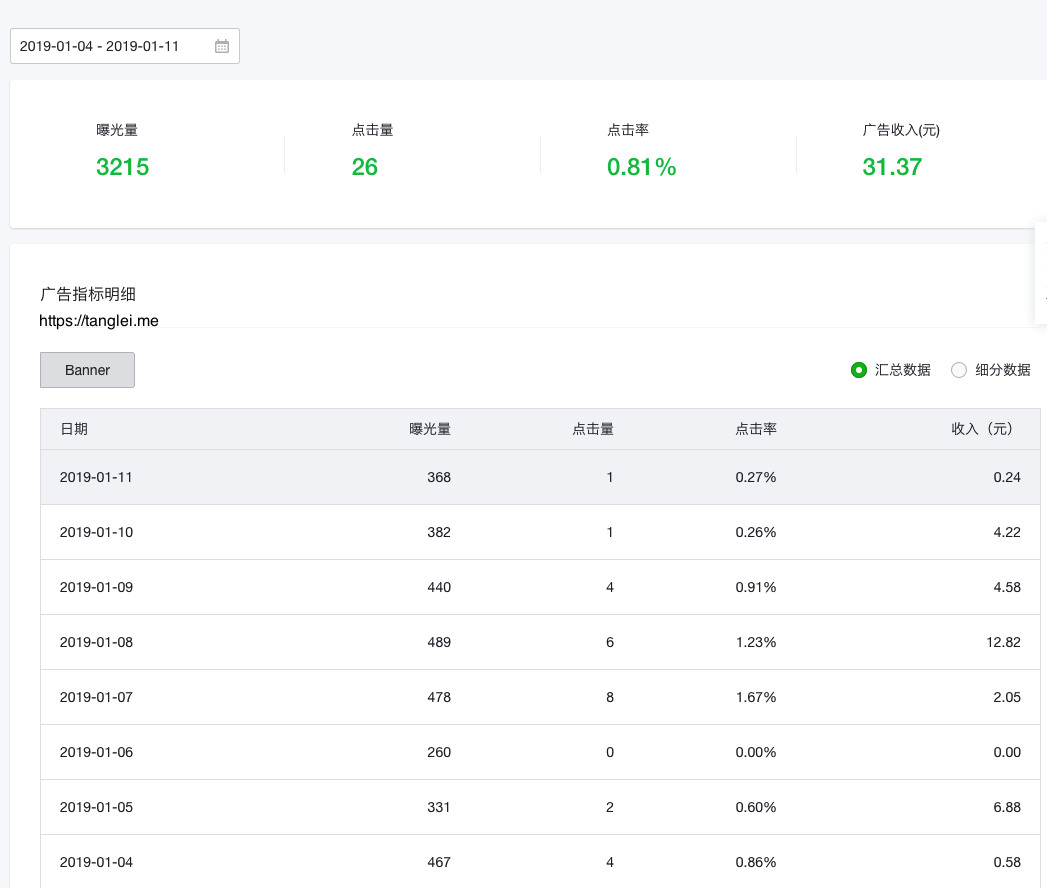 2019-01-04 - 2019-01-11
曝光量 点击量 点击率 广告收入(元)
3215 26 0.81% 31.37
广告指标明细
https://tanglei.me
Banner 汇总数据 细分数据
日期 曝光量 点击量 点击率 收入（元）
2019-01-11 368 1 0.27% 0.24
2019-01-10 382 1 0.26% 4.22
2019-01-09 440 4 0.91% 4.58
2019-01-08 489 6 1.23% 12.82
2019-01-07 478 8 1.67% 2.05
2019-01-06 260 0 0.00% 0.00
2019-01-05 331 2 0.60% 6.88
2019-01-04 467 4 0.86% 0.58